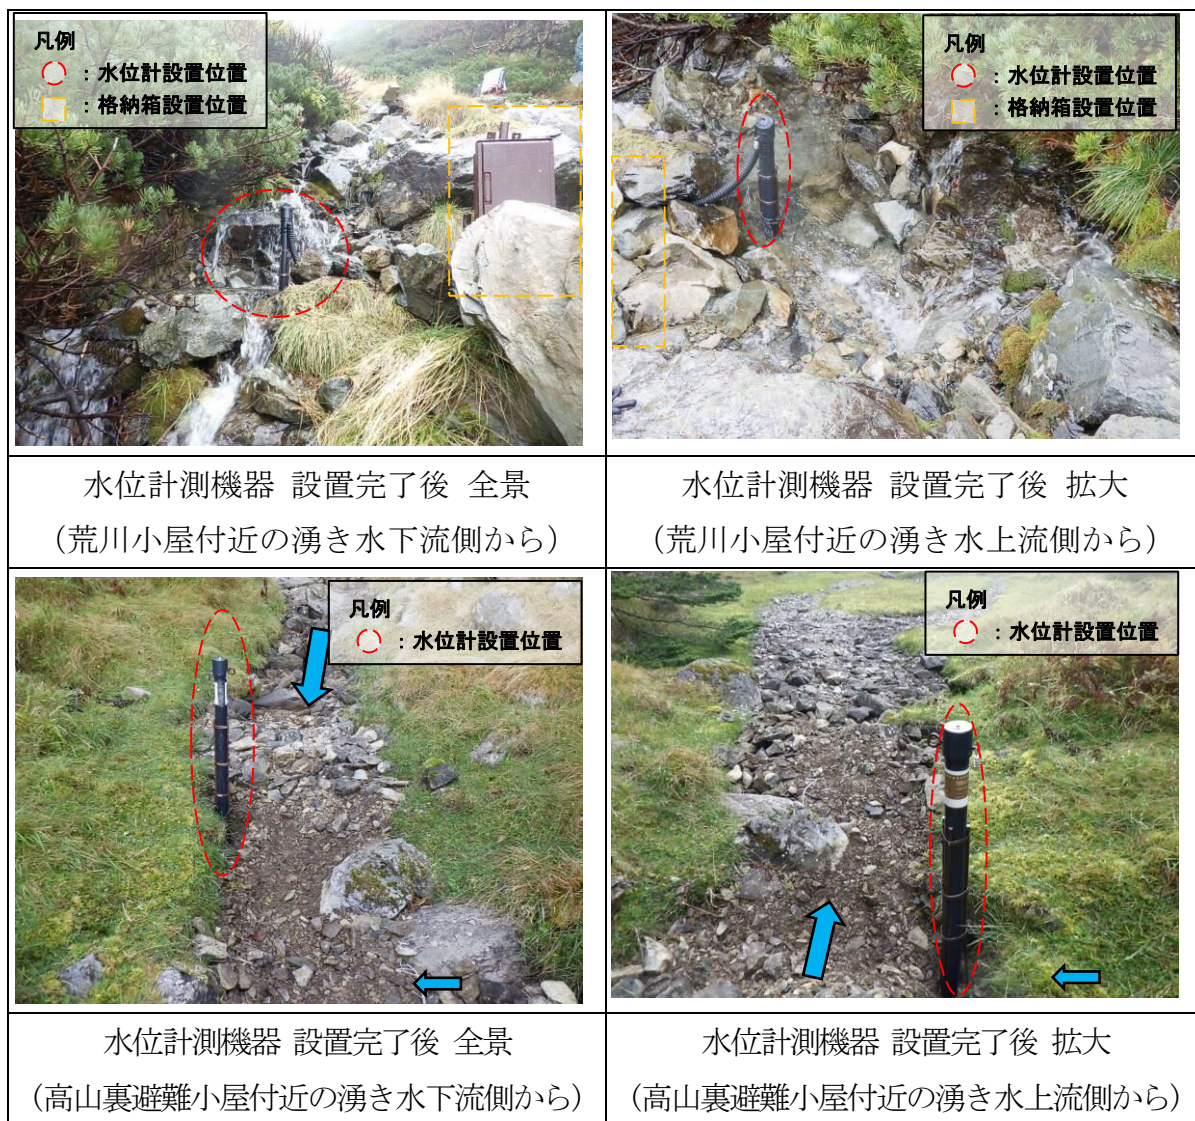 凡例
：水位計設置位置
：格納箱設置位置
凡例
：水位計設置位置
：格納箱設置位置
水位計測機器 設置完了後 全景
（荒川小屋付近の湧き水下流側から）
水位計測機器 設置完了後 拡大
（荒川小屋付近の湧き水上流側から）
凡例
：水位計設置位置
凡例
：水位計設置位置
水位計測機器 設置完了後 全景
（高山裏避難小屋付近の湧き水下流側から）
水位計測機器 設置完了後 拡大
（高山裏避難小屋付近の湧き水上流側から）